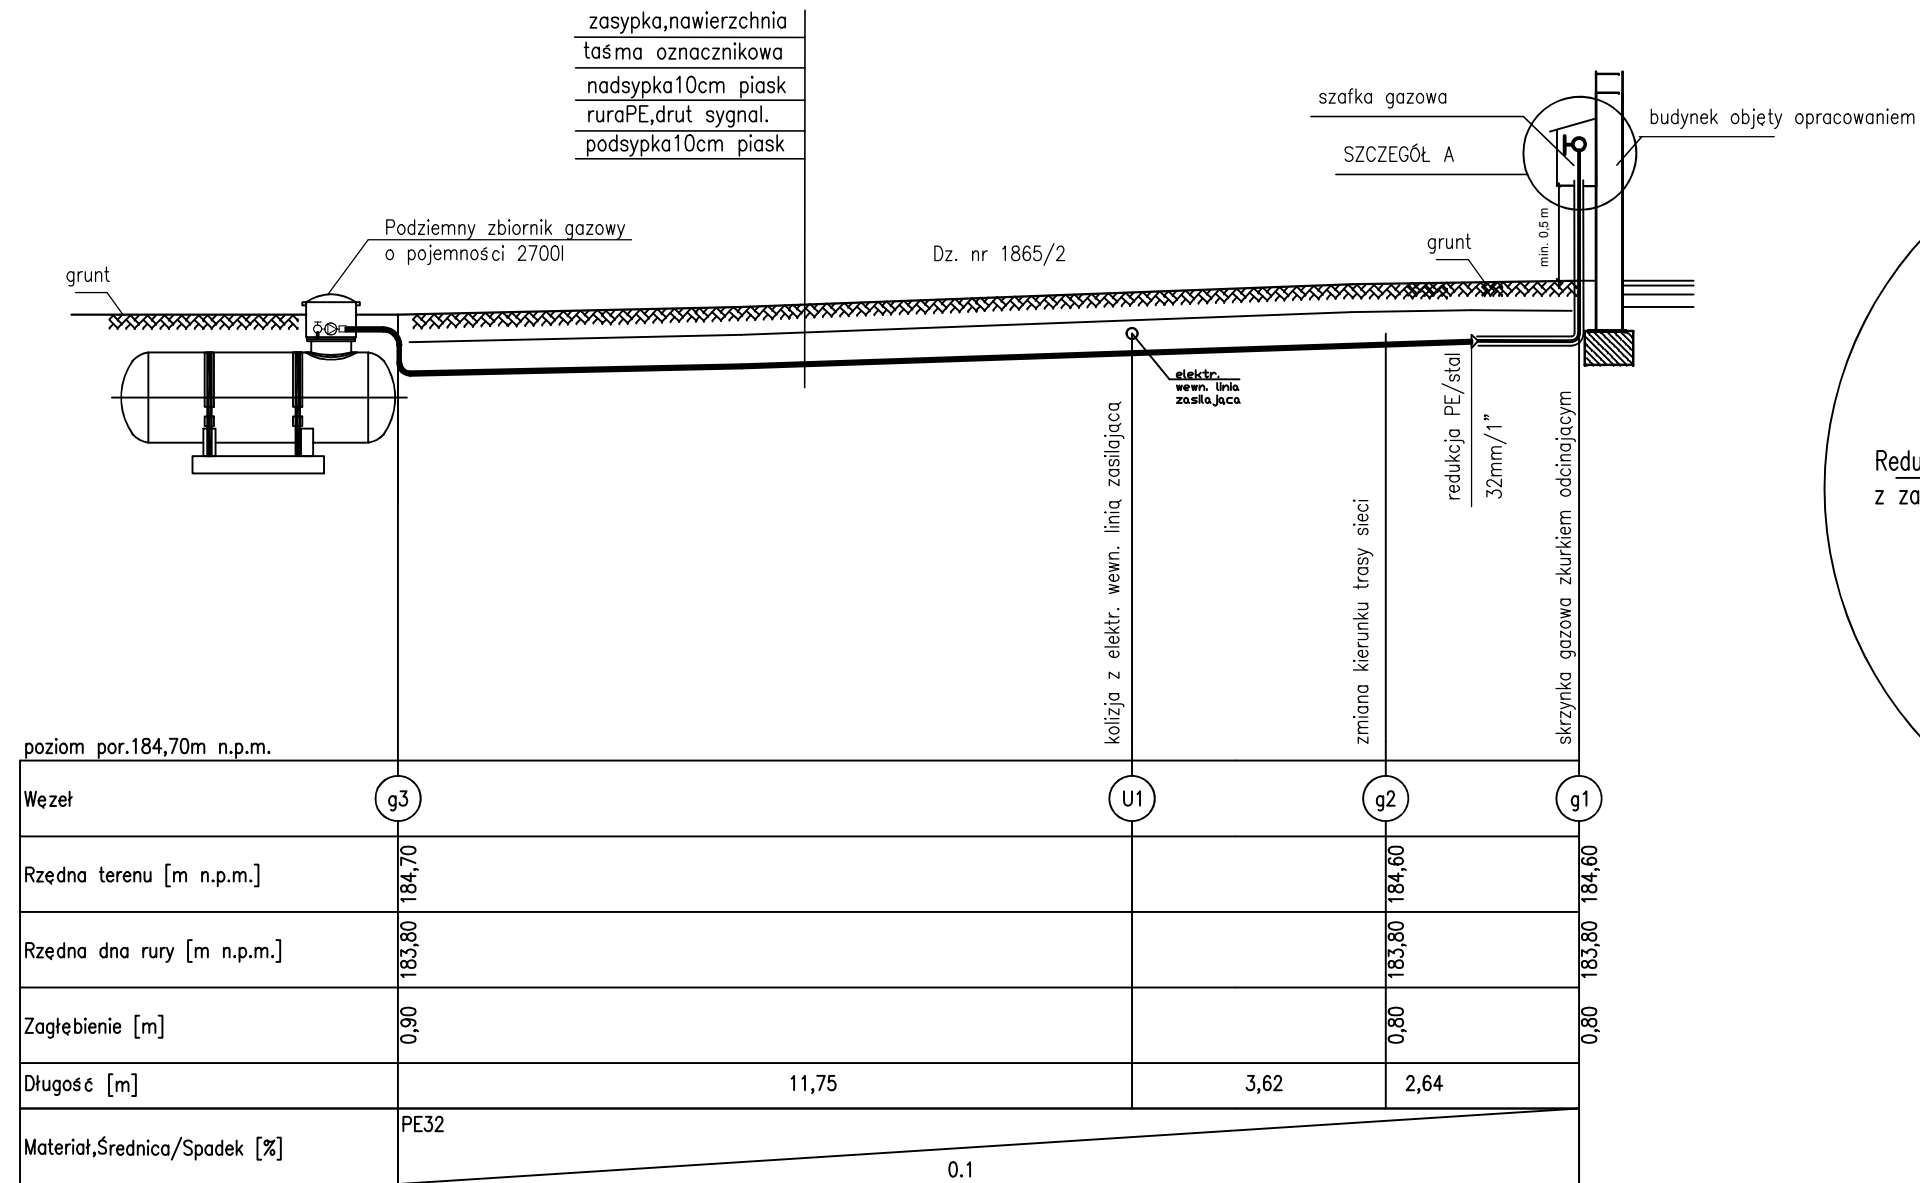 zasypka,nawierzchnia
taśma oznacznikowa
nadsypka10cm piask
ruraPE,drut sygnal.
podsypka10cm piask
szafka gazowa
budynek objęty opracowaniem
SZCZEGÓŁ A
Podziemny zbiornik gazowy
o pojemności 2700l
Dz. nr 1865/2
grunt
min. 0,5 m
grunt
elektr.
wewn. linia
zasilająca
kolizja z elektr. wewn. linią zasilającą
zmiana kierunku trasy sieci
redukcja PE/stal
32mm/1"
skrzynka gazowa zkurkiem odcinającym
Redu
z za
poziom por.184,70m n.p.m.
Węzeł g3 U1 g2 g1
Rzędna terenu [m n.p.m.] 184,70 184,60 184,60
Rzędna dna rury [m n.p.m.] 183,80 183,80 183,80
Zagłębienie [m] 0,90 0,80 0,80
Długość [m] 11,75 3,62 2,64
PE32
Materiał,Średnica/Spadek [%]
0.1